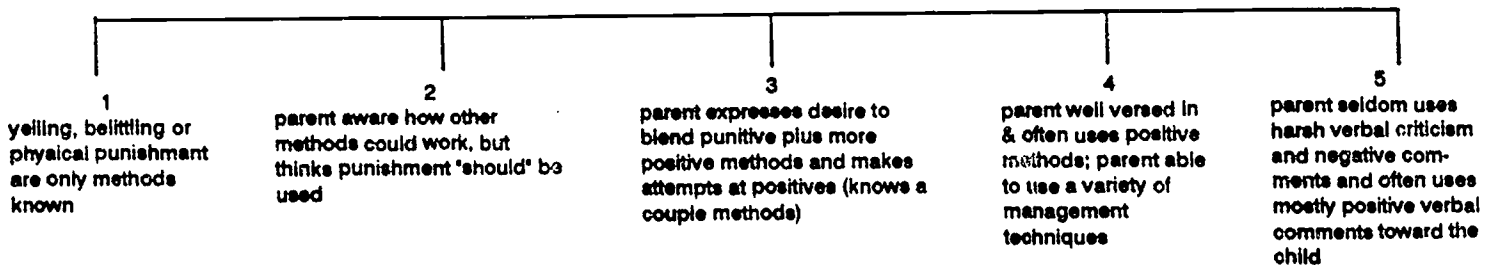 1
yelling, belittling or
physical punishmant
are only methods
known
2
parent aware how other
methods could work, but
thinks punishment "should" be
used
3
parent expresses desire to
blend punitive plus more
positive methods and makes
attempts at positives (knows a
couple methods)
4
parent well versed in
& often uses positive
methods; parent able
to use a variety of
management
techniques
5
parent seldom uses
harsh verbal criticism
and negative com-
ments and often uses
mostly positive verbal
comments toward the
child